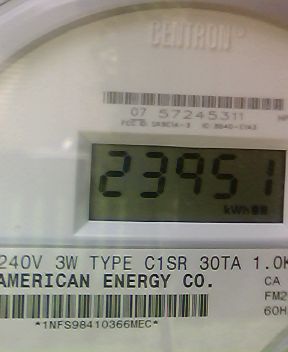 CENTRON®
07 57245311
23951
kWh
240V 3W TYPE C1SR 30TA 1.0K
AMERICAN ENERGY CO.
CA
FM2
60H
*1NFS98410366MEC*